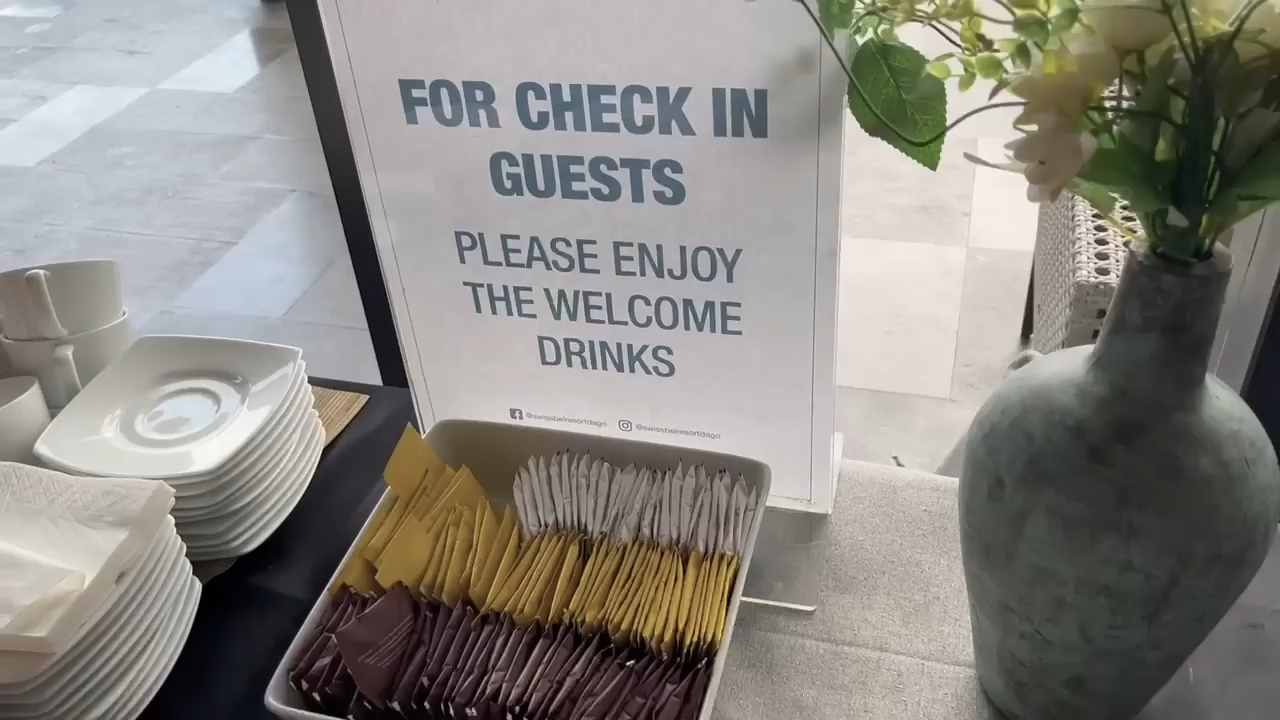 FOR CHECK IN
GUESTS
PLEASE ENJOY
THE WELCOME
DRINKS
@swissbelresortdago @swissbelresortdago